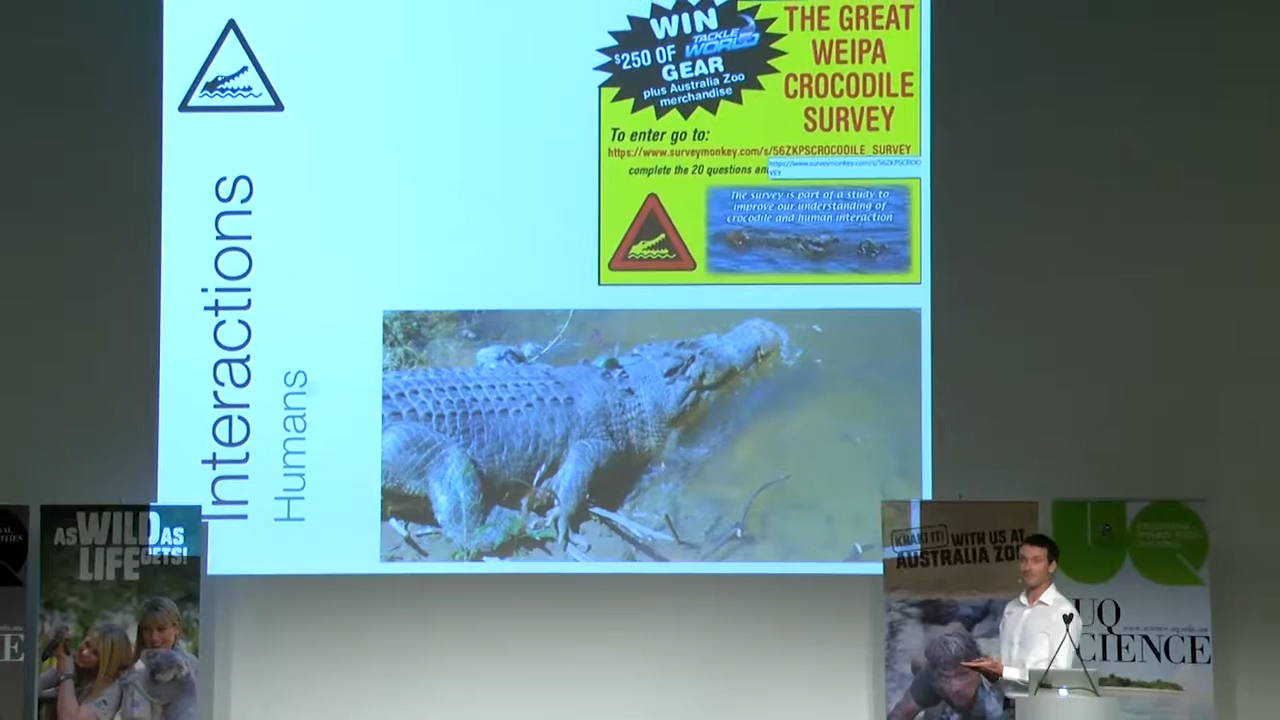 WIN
$250 OF TACKLE WORLD
GEAR
plus Australia Zoo
merchandise
THE GREAT
WEIPA
CROCODILE
SURVEY
To enter go to:
https://www.surveymonkey.com/s/56ZKPSCROCODILE_SURVEY
complete the 20 questions
The survey is part of a study to
improve our understanding of
crocodile and human interaction
Interactions
Humans
AS WILD AS
LIFE GETS!
KRAKI IT! WITH US AT
AUSTRALIA ZOO
UQ
UQ
SCIENCE